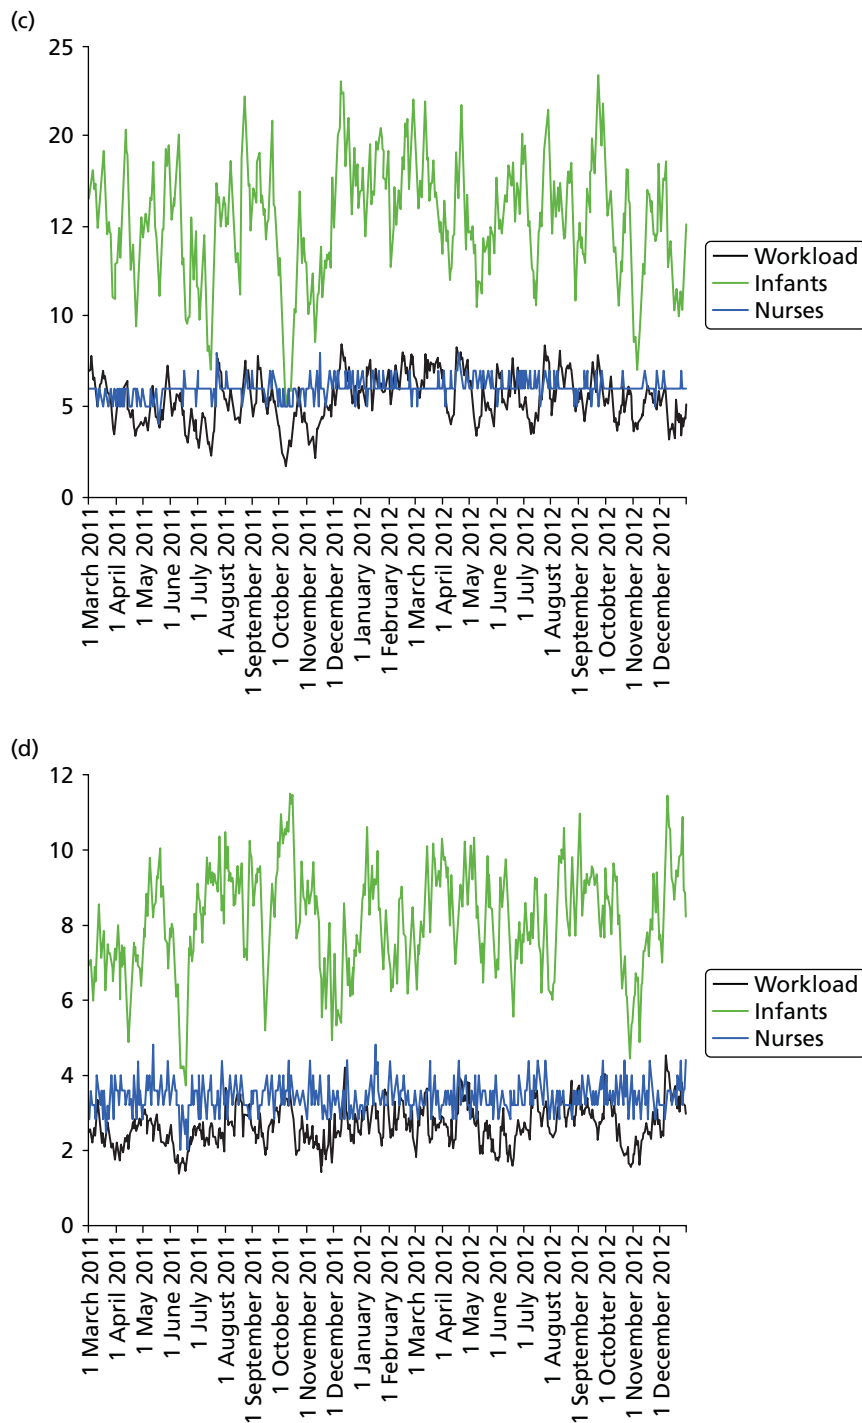 (c)
25
20
12
10
5
0
Workload
Infants
Nurses
1 March 2011
1 April 2011
1 May 2011
1 June 2011
1 July 2011
1 August 2011
1 September 2011
1 October 2011
1 November 2011
1 December 2011
1 January 2012
1 February 2012
1 March 2012
1 April 2012
1 May 2012
1 June 2012
1 July 2012
1 August 2012
1 September 2012
1 Octobter 2012
1 November 2012
1 December 2012
(d)
12
10
8
6
4
2
0
Workload
Infants
Nurses
1 March 2011
1 April 2011
1 May 2011
1 June 2011
1 July 2011
1 August 2011
1 September 2011
1 October 2011
1 November 2011
1 December 2011
1 January 2012
1 February 2012
1 March 2012
1 April 2012
1 May 2012
1 June 2012
1 July 2012
1 August 2012
1 September 2012
1 Octobter 2012
1 November 2012
1 December 2012